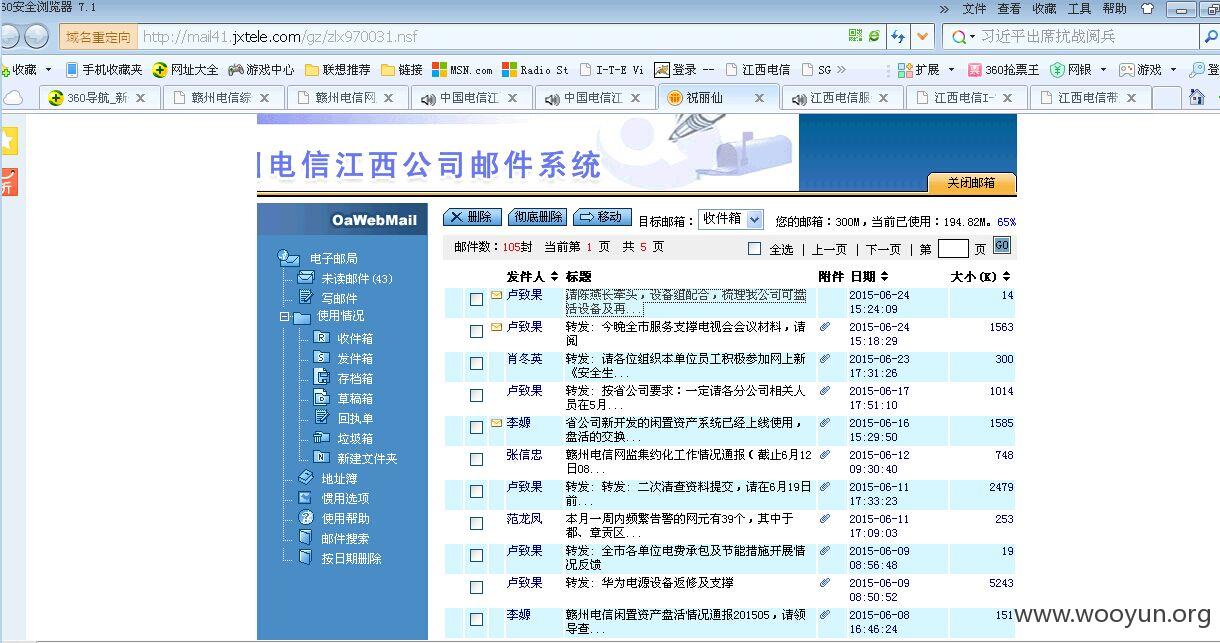 60安全浏览器 7.1
» 文件 查看 收藏 工具 帮助
域名重定向 http://mail41.jxtele.com/gz/zlx970031.nsf
习近平出席抗战阅兵
收藏 手机收藏夹 网址大全 游戏中心 联想推荐 链接 MSN.com Radio St I-T-E Vi 登录 -- 江西电信 SG » 扩展 360抢票王 网银 游戏 登
360导航_新 赣州电信综 赣州电信网 中国电信江 中国电信江 祝丽仙 江西电信服 江西电信I- 江西电信带
电信江西公司邮件系统
关闭邮箱
OaWebMail
删除 彻底删除 移动 目标邮箱: 收件箱 您的邮箱:300M,当前已使用:194.82M。65%
邮件数:105封 当前第 1 页 共 5 页 全选 | 上一页 | 下一页 | 第 页 GO
电子邮局
未读邮件(43)
写邮件
使用情况
收件箱
发件箱
存档箱
草稿箱
回执单
垃圾箱
新建文件夹
地址簿
惯用选项
使用帮助
邮件搜索
按日期删除
发件人 标题 附件 日期 大小(K)
卢致果 请陈燕长牵头,设备组配合,梳理我公司可盘活设备及再... 2015-06-24 15:24:09 14
卢致果 转发: 今晚全市服务支撑电视会会议材料,请阅 2015-06-24 15:18:29 1563
肖冬英 转发: 请各位组织本单位员工积极参加网上新《安全生... 2015-06-23 17:31:26 300
卢致果 转发: 按省公司要求:一定请各分公司相关人员在5月... 2015-06-17 17:51:10 1014
李嫄 省公司新开发的闲置资产系统已经上线使用,盘活的交换... 2015-06-16 15:29:50 1585
张信忠 赣州电信网监集约化工作情况通报(截止6月12日08... 2015-06-12 09:30:40 748
卢致果 转发: 转发: 二次清查资料提交,请在6月19日前... 2015-06-11 17:33:23 2479
范龙凤 本月一周内频繁告警的网元有39个,其中于都、章贡区... 2015-06-11 17:09:03 253
卢致果 转发: 全市各单位电费承包及节能措施开展情况反馈 2015-06-09 08:56:48 19
卢致果 转发: 华为电源设备返修及支撑 2015-06-09 08:50:52 5243
李嫄 赣州电信闲置资产盘活情况通报201505,请领导查... 2015-06-08 16:46:24 151
www.wooyun.org